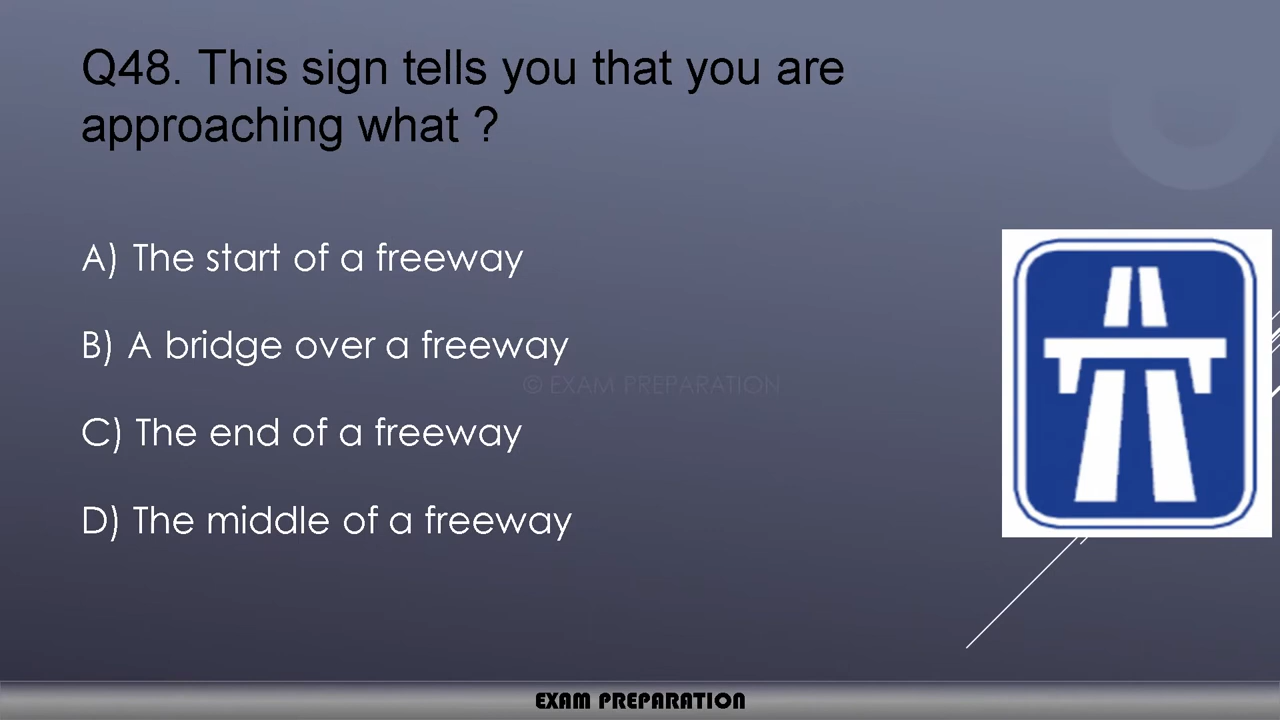 Q48. This sign tells you that you are
approaching what ?
A) The start of a freeway
B) A bridge over a freeway
© EXAM PREPARATION
C) The end of a freeway
D) The middle of a freeway
EXAM PREPARATION